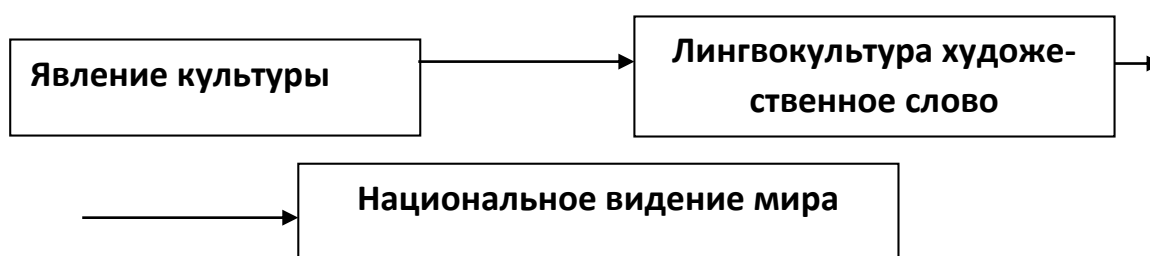 Явление культуры
Лингвокультура художе-
ственное слово
Национальное видение мира